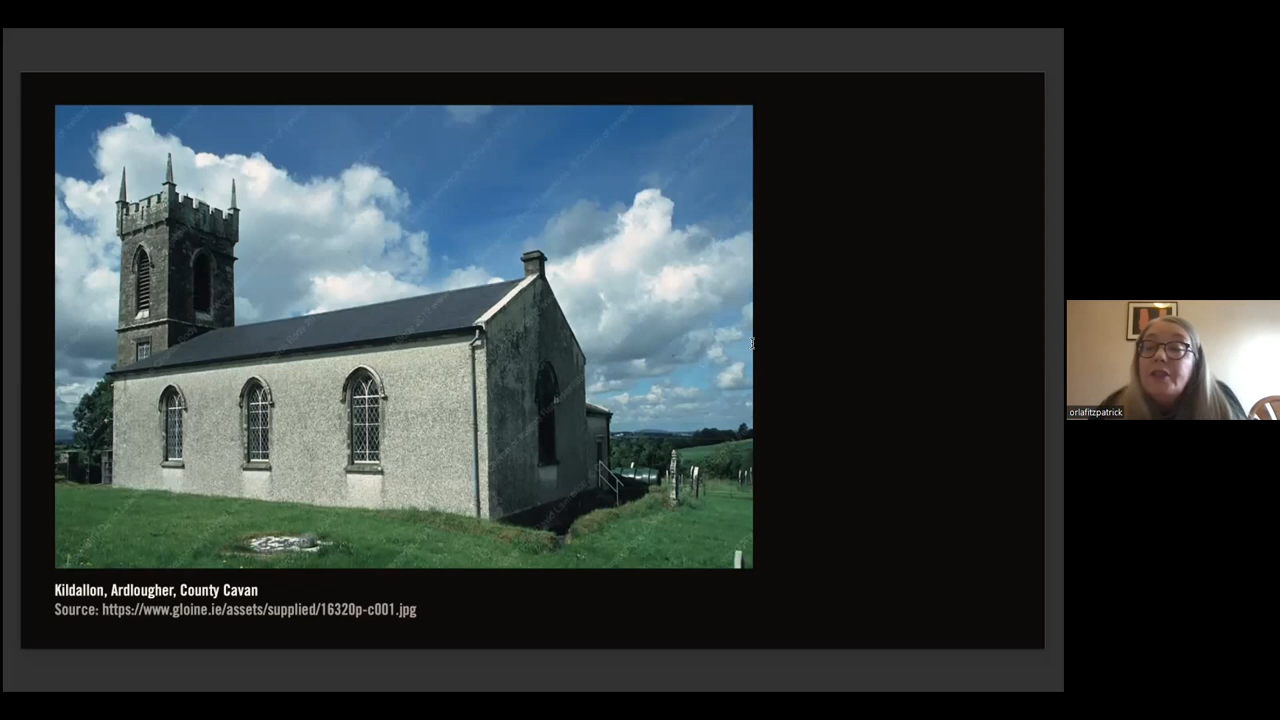 Kildallon, Ardlougher, County Cavan
Source: https://www.gloine.ie/assets/supplied/16320p-c001.jpg
orlafitzpatrick